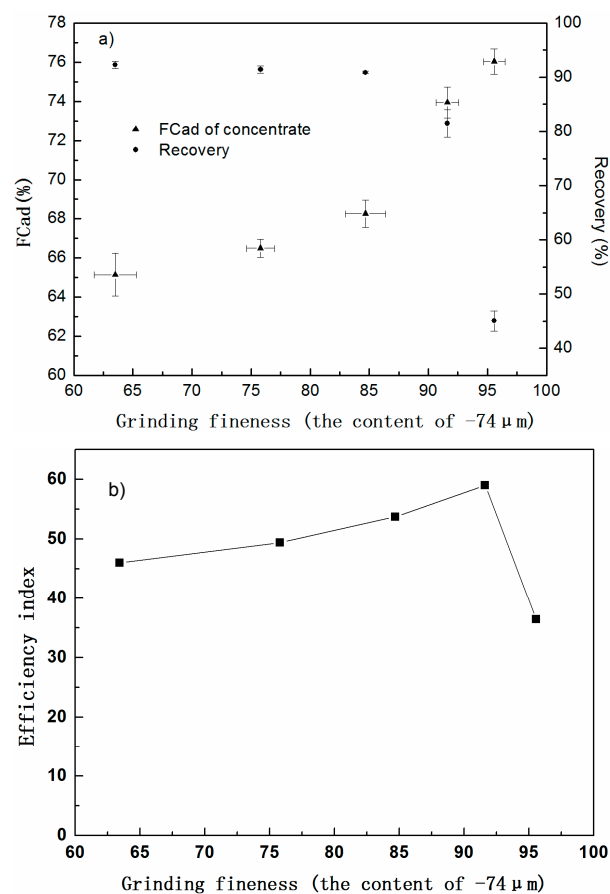 a)
78
76
74
72
70
68
66
64
62
60
FCad(%)
100
90
80
70
60
50
40
Recovery (%)
FCad of concentrate
Recovery
60 65 70 75 80 85 90 95 100
Grinding fineness (the content of -74μm)
b)
60
50
40
30
20
10
0
Efficiency index
60 65 70 75 80 85 90 95 100
Grinding fineness (the content of -74μm)